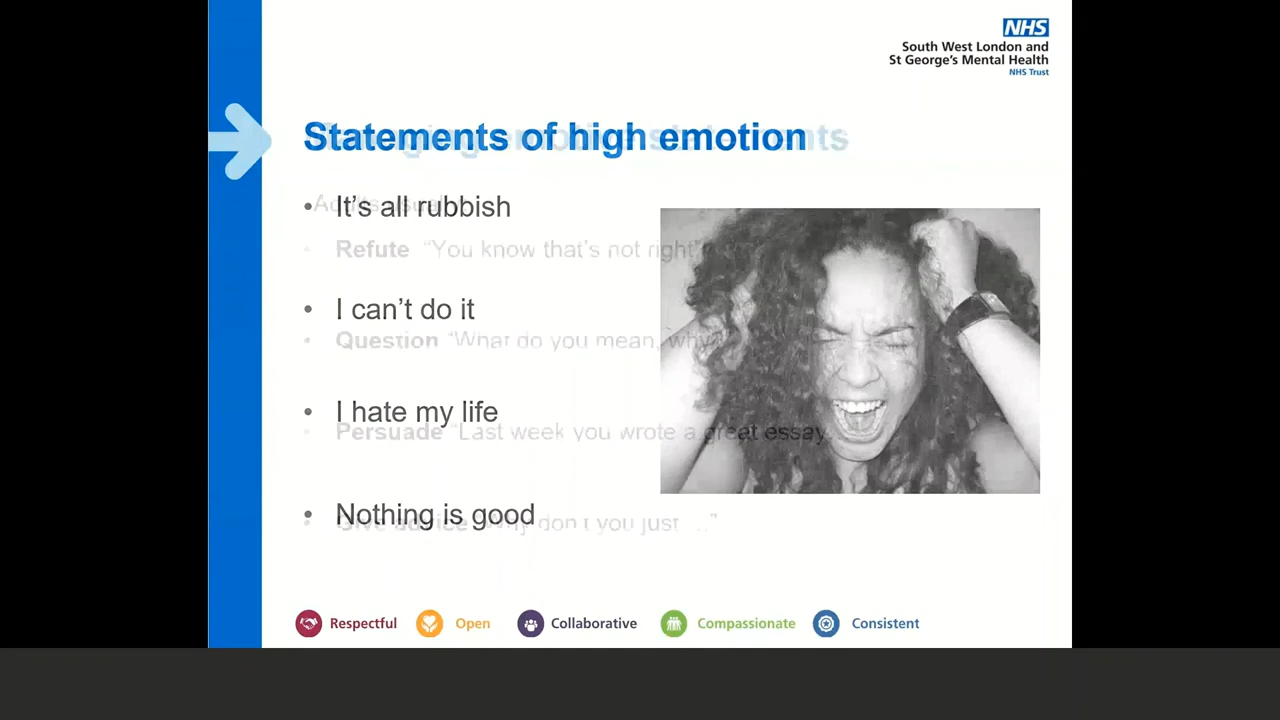 NHS
South West London and
St George's Mental Health
NHS Trust
Statements of high emotion
• It's all rubbish
• Refute "You know that's not right"
• I can't do it
• Question "What do you mean, why?
• I hate my life
• Persuade "Last week you wrote a great essay
• Nothing is good
• Give advice "Why don't you just ..."
Respectful
Open
Collaborative
Compassionate
Consistent